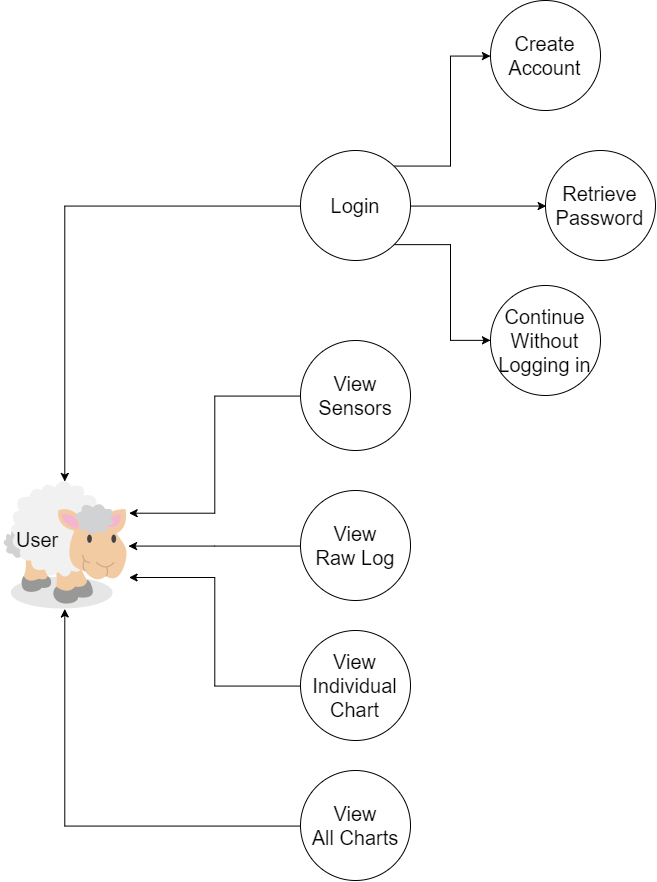 Create
Account
Login
Retrieve
Password
Continue
Without
Logging in
View
Sensors
User
View
Raw Log
View
Individual
Chart
View
All Charts